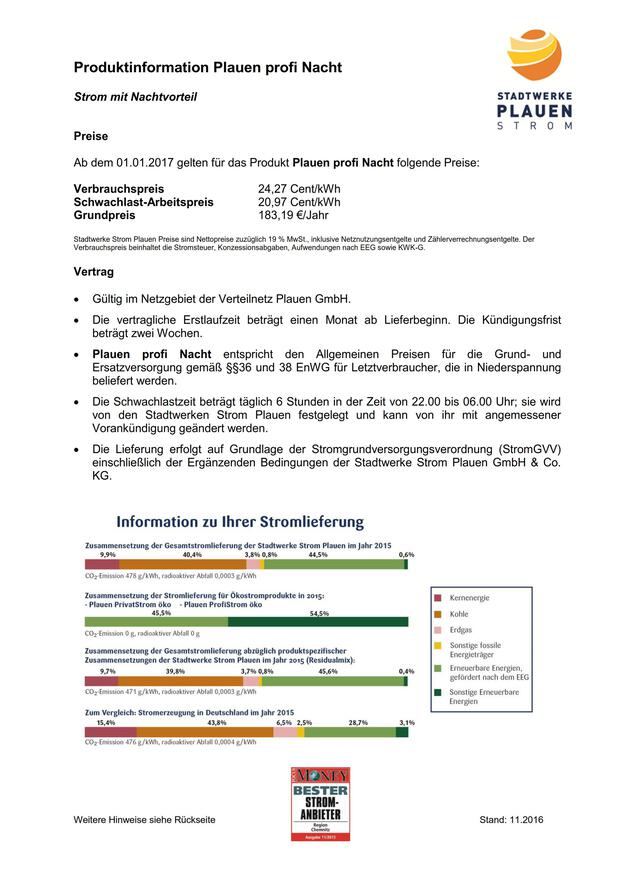 Produktinformation Plauen profi Nacht
Strom mit Nachtvorteil
STADTWERKE
PLAUEN
STROM
Preise
Ab dem 01.01.2017 gelten für das Produkt Plauen profi Nacht folgende Preise:
Verbrauchspreis 24,27 Cent/kWh
Schwachlast-Arbeitspreis 20,97 Cent/kWh
Grundpreis 183,19 €/Jahr
Stadtwerke Strom Plauen Preise sind Nettopreise zuzüglich 19 % MwSt., inklusive Netznutzungsentgelte und Zählerverrechnungsentgelte. Der
Verbrauchspreis beinhaltet die Stromsteuer, Konzessionsabgaben, Aufwendungen nach EEG sowie KWK-G.
Vertrag
• Gültig im Netzgebiet der Verteilnetz Plauen GmbH.
• Die vertragliche Erstlaufzeit beträgt einen Monat ab Lieferbeginn. Die Kündigungsfrist
beträgt zwei Wochen.
• Plauen profi Nacht entspricht den Allgemeinen Preisen für die Grund- und
Ersatzversorgung gemäß §§36 und 38 EnWG für Letztverbraucher, die in Niederspannung
beliefert werden.
• Die Schwachlastzeit beträgt täglich 6 Stunden in der Zeit von 22.00 bis 06.00 Uhr; sie wird
von den Stadtwerken Strom Plauen festgelegt und kann von ihr mit angemessener
Vorankündigung geändert werden.
• Die Lieferung erfolgt auf Grundlage der Stromgrundversorgungsverordnung (StromGVV)
einschließlich der Ergänzenden Bedingungen der Stadtwerke Strom Plauen GmbH & Co.
KG.
Information zu Ihrer Stromlieferung
Zusammensetzung der Gesamtstromlieferung der Stadtwerke Strom Plauen im Jahr 2015
9,9% 40,4% 3,8% 0,8% 44,5% 0,6%
CO2-Emission 478 g/kWh, radioaktiver Abfall 0,0003 g/kWh
Zusammensetzung der Stromlieferung für Ökostromprodukte in 2015:
- Plauen PrivatStrom öko - Plauen ProfiStrom öko
45,5% 54,5%
CO2-Emission 0 g, radioaktiver Abfall 0 g
Zusammensetzung der Gesamtstromlieferung abzüglich produktspezifischer
Zusammensetzungen der Stadtwerke Strom Plauen im Jahr 2015 (Residualmix):
9,7% 39,8% 3,7% 0,8% 45,6% 0,4%
CO2-Emission 471 g/kWh, radioaktiver Abfall 0,0003 g/kWh
Zum Vergleich: Stromerzeugung in Deutschland im Jahr 2015
15,4% 43,8% 6,5% 2,5% 28,7% 3,1%
CO2-Emission 476 g/kWh, radioaktiver Abfall 0,0004 g/kWh
Kernenergie
Kohle
Erdgas
Sonstige fossile
Energieträger
Erneuerbare Energien,
gefördert nach dem EEG
Sonstige Erneuerbare
Energien
MONEY
BESTER
STROM-
ANBIETER
Region
Chemnitz
Ausgabe 11/2015
Weitere Hinweise siehe Rückseite
Stand: 11.2016